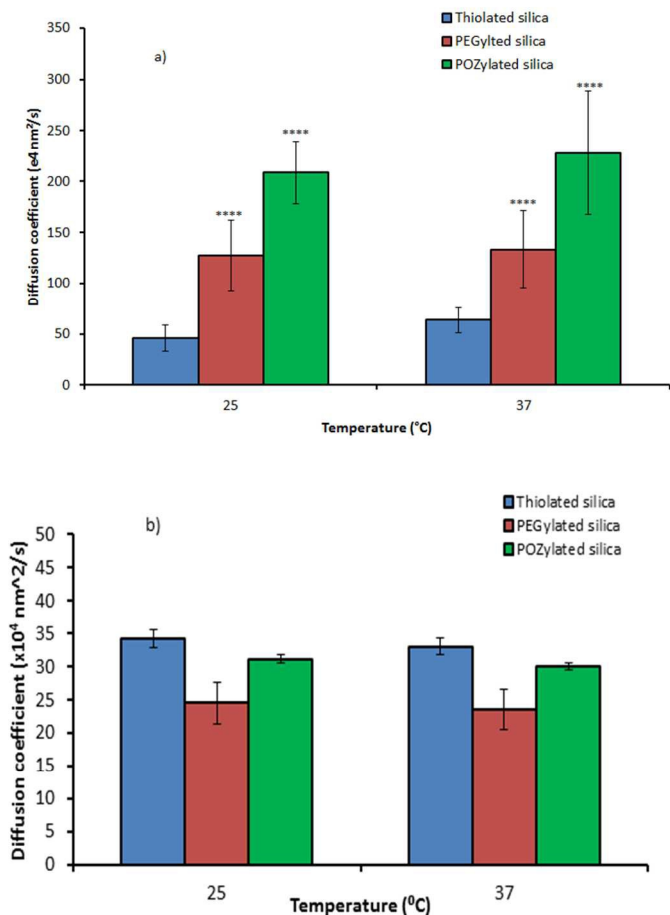 Thiolated silica
PEGylted silica
POZylated silica
a)
Diffusion coefficient (e4 nm²/s)
350
300
250
200
150
100
50
0
****
****
****
****
25
37
Temperature (°C)
Thiolated silica
PEGylated silica
POZylated silica
b)
Diffusion coefficient (x10⁴ nm^2/s)
50
45
40
35
30
25
20
15
10
5
0
25
37
Temperature (⁰C)